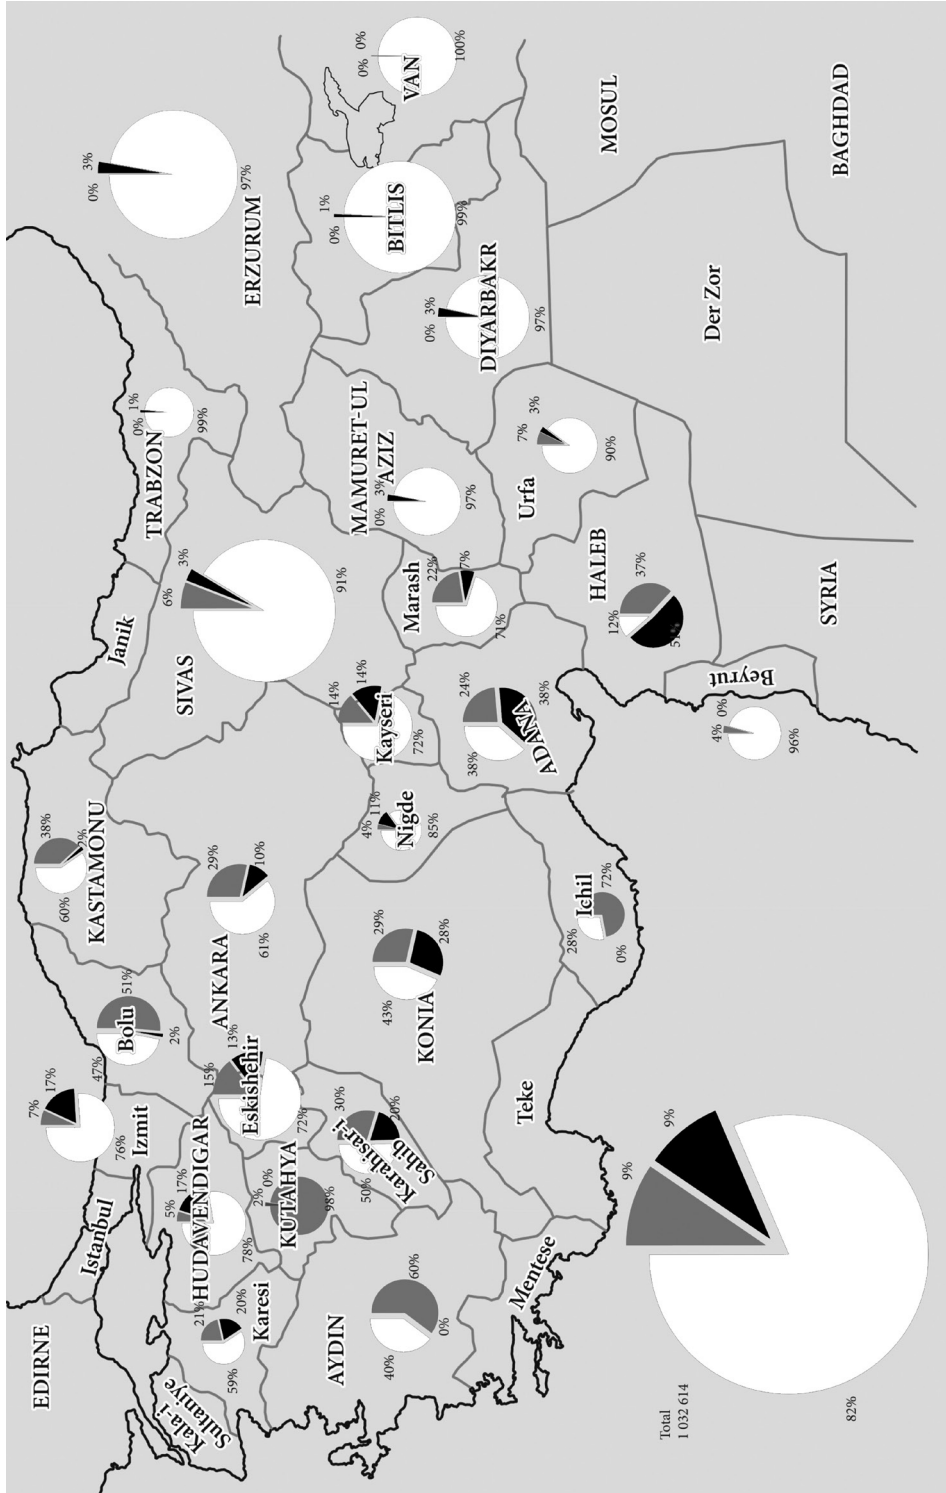 EDIRNE
Istanbul
Kala-i
Sultaniye
Izmit
7%
17%
76%
Bolu
51%
2%
47%
KASTAMONU
38%
2%
60%
Janik
TRABZON
0%
1%
99%
ERZURUM
0%
3%
97%
SIVAS
6%
3%
91%
ANKARA
29%
10%
61%
Eskishehir
15%
13%
72%
HUDAVENDIGAR
5%
17%
78%
Karesi
21%
20%
59%
KUTAHYA
2%
0%
98%
Karahisar-i
Sahib
30%
20%
50%
AYDIN
60%
0%
40%
Mentese
Teke
KONIA
29%
28%
43%
Nigde
4%
11%
85%
Kayseri
14%
14%
72%
MAMURET-UL
AZIZ
0%
3%
97%
BITLIS
0%
1%
99%
VAN
0%
0%
100%
DIYARBAKR
0%
3%
97%
Marash
22%
7%
71%
Urfa
7%
3%
90%
ADANA
24%
38%
38%
Ichil
28%
72%
0%
HALEB
37%
51%
12%
Beyrut
4%
0%
96%
SYRIA
Der Zor
MOSUL
BAGHDAD
Total
1 032 614
9%
9%
82%